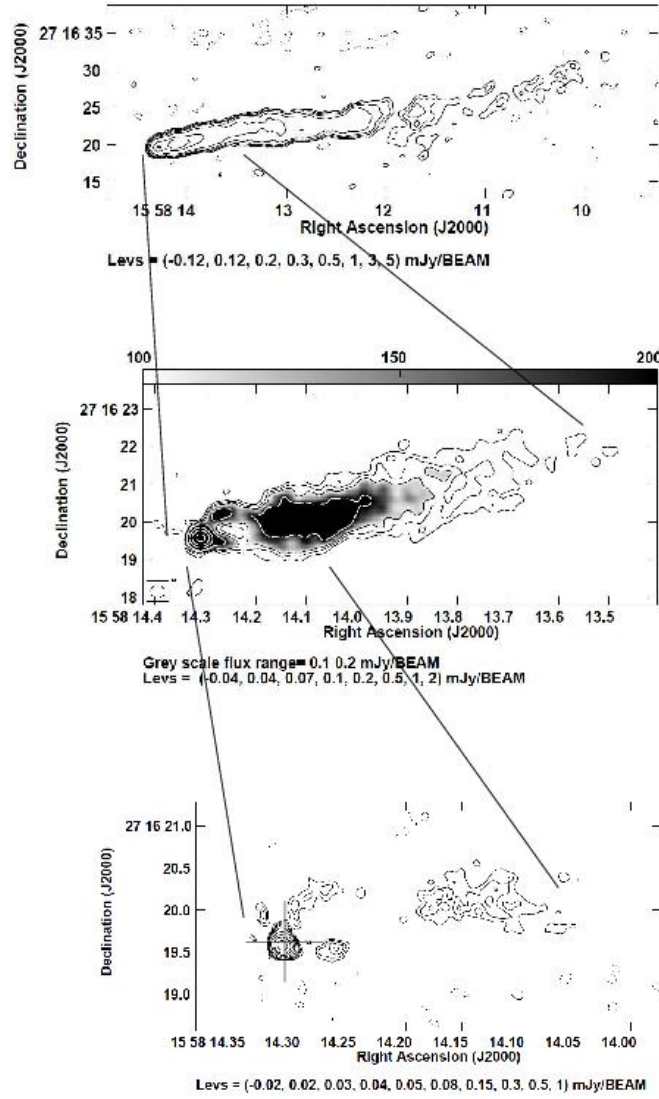 27 16 35
30
25
20
15
Declination (J2000)
15 58 14 13 12 11 10
Right Ascension (J2000)
Levs = (-0.12, 0.12, 0.2, 0.3, 0.5, 1, 3, 5) mJy/BEAM
100 150 200
27 16 23
22
21
20
19
18
Declination (J2000)
15 58 14.4 14.3 14.2 14.1 14.0 13.9 13.8 13.7 13.6 13.5
Right Ascension (J2000)
Grey scale flux range= 0.1 0.2 mJy/BEAM
Levs = (-0.04, 0.04, 0.07, 0.1, 0.2, 0.5, 1, 2) mJy/BEAM
27 16 21.0
20.5
20.0
19.5
19.0
Declination (J2000)
15 58 14.35 14.30 14.25 14.20 14.15 14.10 14.05 14.00
Right Ascension (J2000)
Levs = (-0.02, 0.02, 0.03, 0.04, 0.05, 0.08, 0.15, 0.3, 0.5, 1) mJy/BEAM